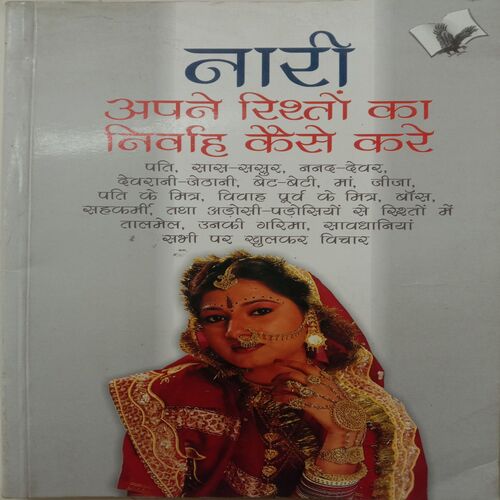 नारी
अपने रिश्तों का
निर्वाह कैसे करे
पति, सास-ससुर, ननद-देवर,
देवरानी-जेठानी, बेट-बेटी, मां, जीजा,
पति के मित्र, विवाह पूर्व के मित्र, बॉस,
सहकर्मी, तथा अड़ोसी-पड़ोसियों से रिश्तों में
तालमेल, उनकी गरिमा, सावधानियां
सभी पर खुलकर विचार